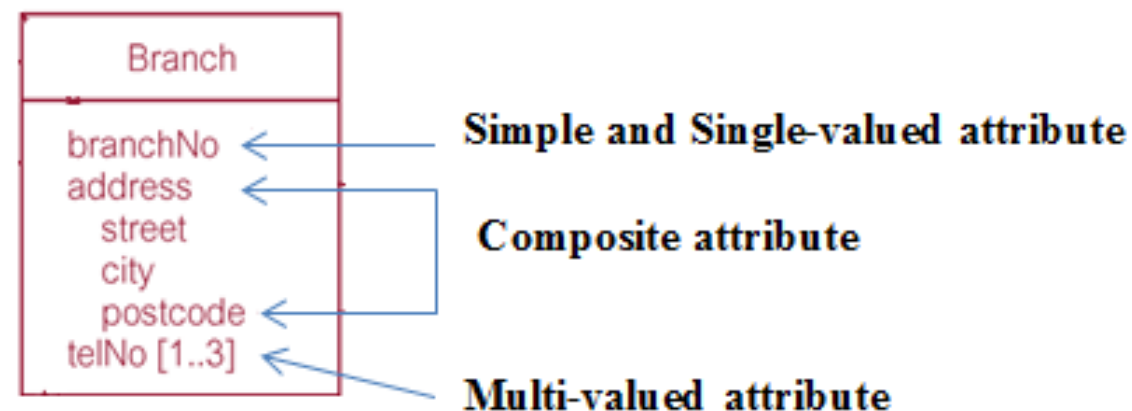 Branch
branchNo
Simple and Single-valued attribute
address
street
Composite attribute
city
postcode
telNo [1..3]
Multi-valued attribute